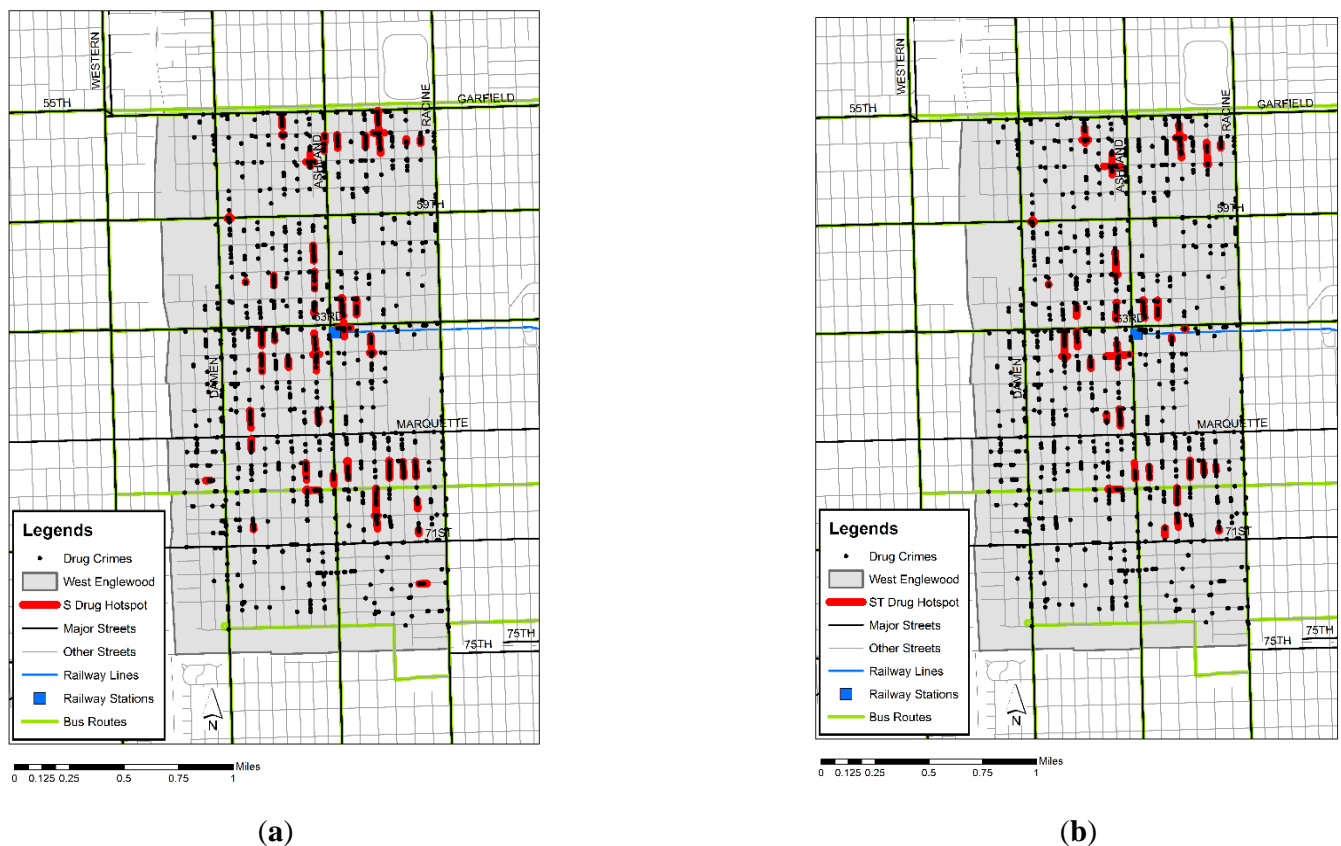 WESTERN
55TH
GARFIELD
RACINE
ASHLAND
59TH
63RD
DAMEN
MARQUETTE
71ST
75TH
75TH
Legends
Drug Crimes
West Englewood
S Drug Hotspot
Major Streets
Other Streets
Railway Lines
Railway Stations
Bus Routes
N
Miles
0 0.125 0.25 0.5 0.75 1
(a)
WESTERN
55TH
GARFIELD
RACINE
ASHLAND
59TH
63RD
DAMEN
MARQUETTE
71ST
75TH
75TH
Legends
Drug Crimes
West Englewood
ST Drug Hotspot
Major Streets
Other Streets
Railway Lines
Railway Stations
Bus Routes
N
Miles
0 0.125 0.25 0.5 0.75 1
(b)